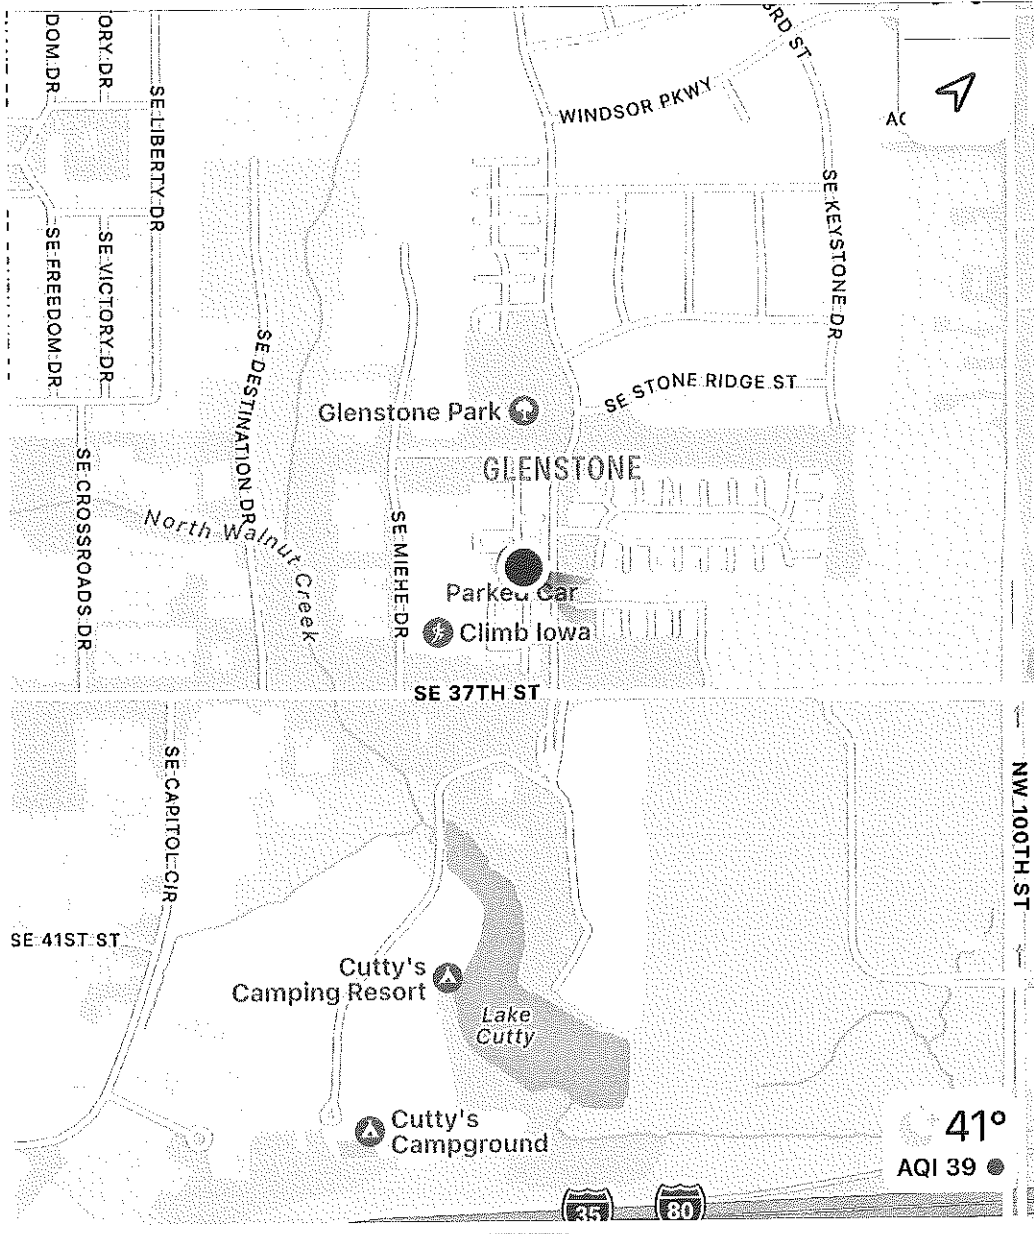 DOM DR
ORY DR
SE LIBERTY DR
3RD ST
WINDSOR PKWY
SE KEYSTONE DR
SE FREEDOM DR
SE VICTORY DR
SE DESTINATION DR
SE STONE RIDGE ST
Glenstone Park
GLENSTONE
SE CROSSROADS DR
North Walnut Creek
SE MIEHE DR
Parked Car
Climb Iowa
SE 37TH ST
SE CAPITOL CIR
NW 100TH ST
SE 41ST ST
Cutty's
Camping Resort
Lake
Cutty
Cutty's
Campground
41°
AQI 39
35
80